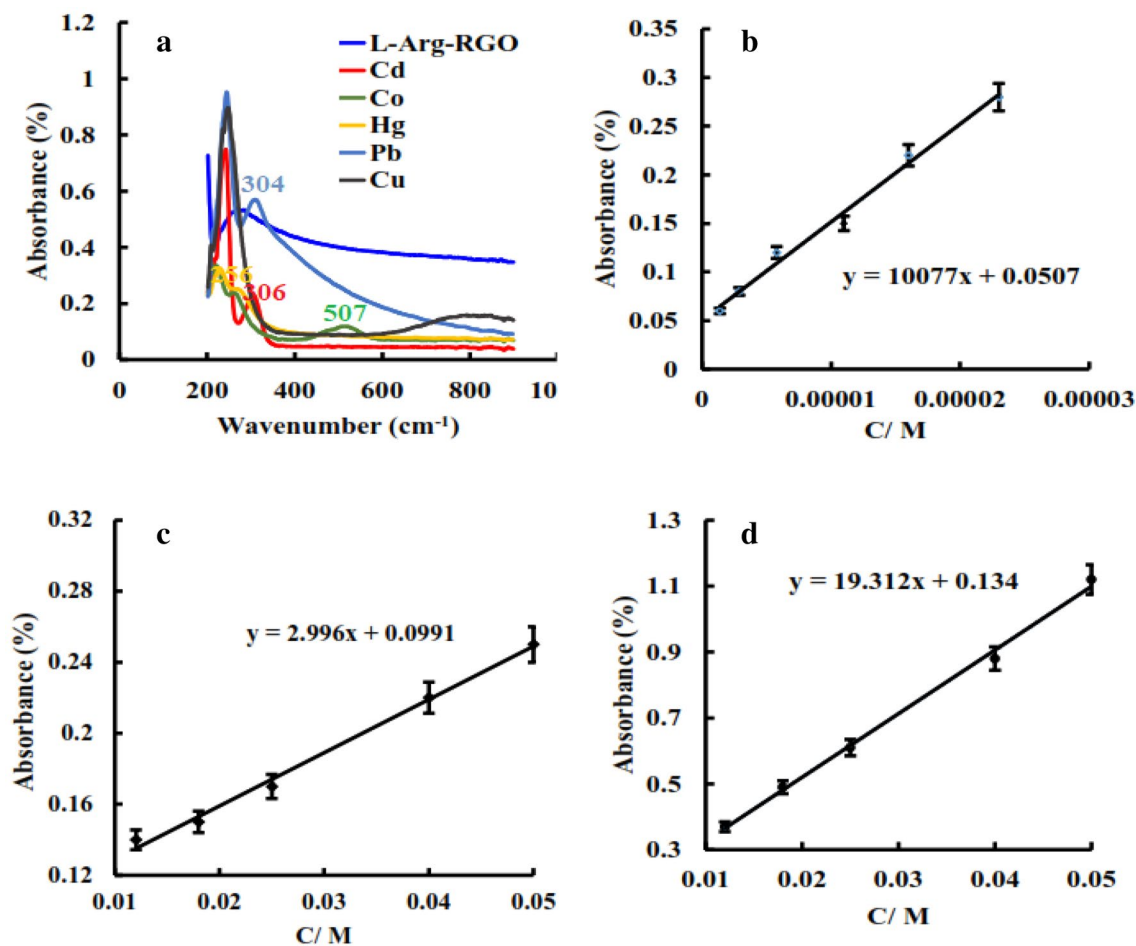 a
L-Arg-RGO
Cd
Co
Hg
Pb
Cu
304
306
507
1.2
1
0.8
0.6
0.4
0.2
0
0
200
400
600
800
10
Absorbance (%)
Wavenumber (cm⁻¹)
b
0.35
0.3
0.25
0.2
0.15
0.1
0.05
0
y = 10077x + 0.0507
0
0.00001
0.00002
0.00003
Absorbance (%)
C/ M
c
0.32
0.28
0.24
0.2
0.16
0.12
y = 2.996x + 0.0991
0.01
0.02
0.03
0.04
0.05
Absorbance (%)
C/ M
d
1.3
1.1
0.9
0.7
0.5
0.3
y = 19.312x + 0.134
0.01
0.02
0.03
0.04
0.05
Absorbance (%)
C/ M